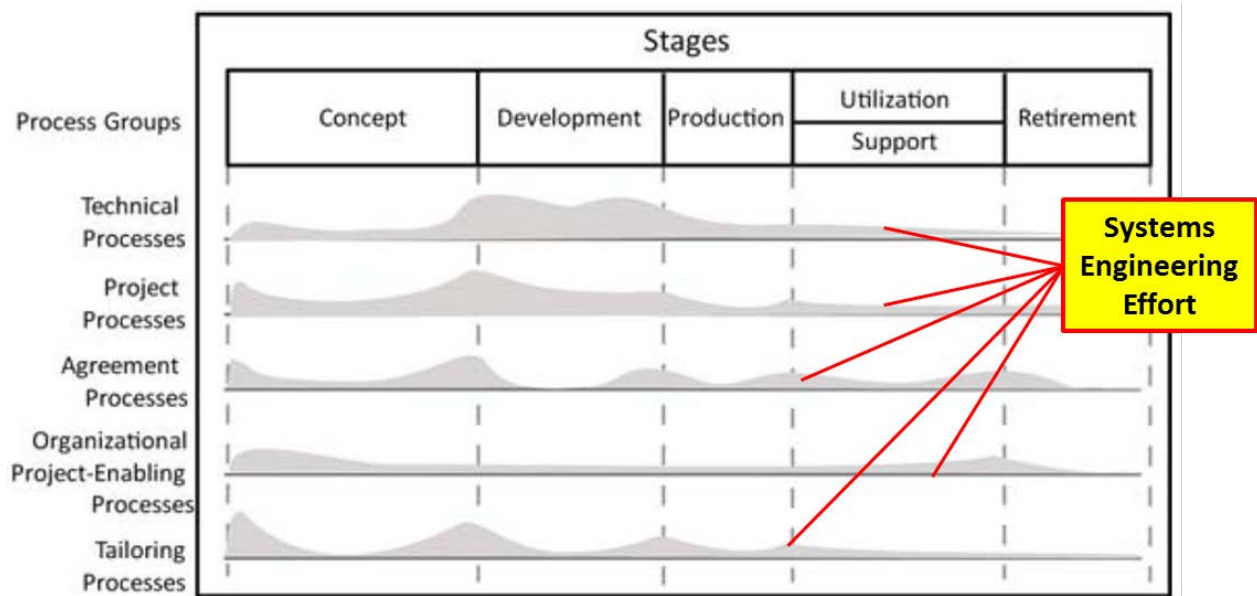 Stages
Process Groups
Concept
Development
Production
Utilization
Support
Retirement
Technical
Processes
Project
Processes
Agreement
Processes
Organizational
Project-Enabling
Processes
Tailoring
Processes
Systems
Engineering
Effort